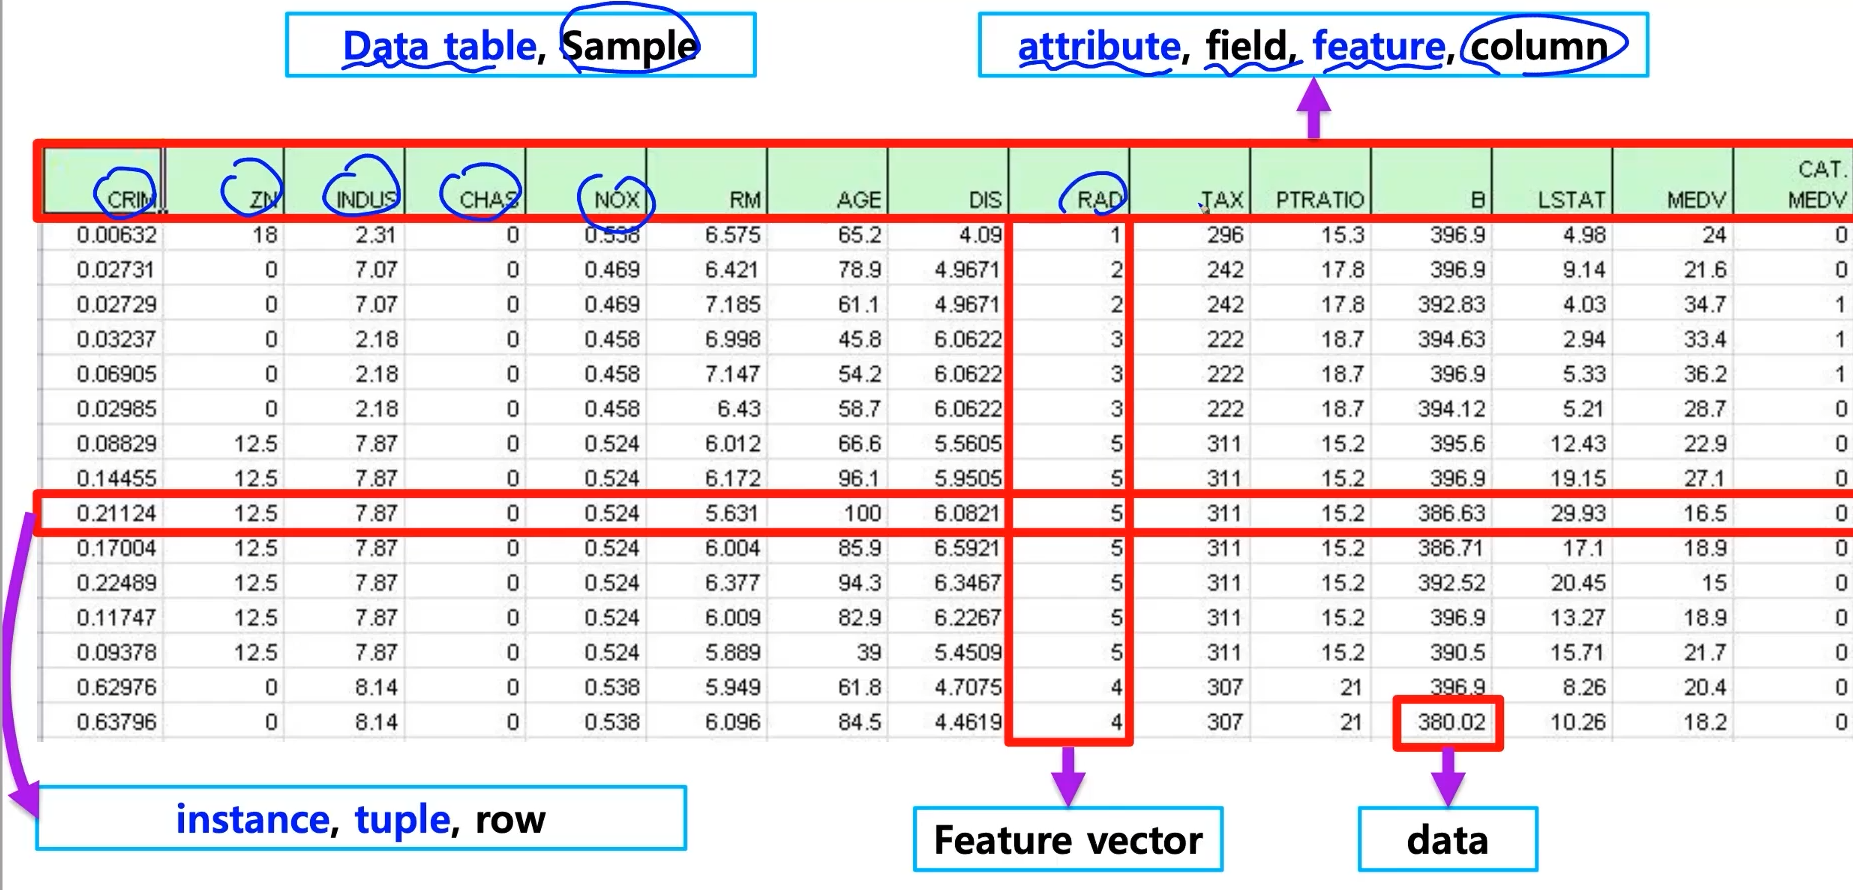 Data table, Sample
attribute, field, feature, column
CRIM ZN INDUS CHAS NOX RM AGE DIS RAD TAX PTRATIO B LSTAT MEDV CAT. MEDV
0.00632 18 2.31 0 0.538 6.575 65.2 4.09 1 296 15.3 396.9 4.98 24 0
0.02731 0 7.07 0 0.469 6.421 78.9 4.9671 2 242 17.8 396.9 9.14 21.6 0
0.02729 0 7.07 0 0.469 7.185 61.1 4.9671 2 242 17.8 392.83 4.03 34.7 1
0.03237 0 2.18 0 0.458 6.998 45.8 6.0622 3 222 18.7 394.63 2.94 33.4 1
0.06905 0 2.18 0 0.458 7.147 54.2 6.0622 3 222 18.7 396.9 5.33 36.2 1
0.02985 0 2.18 0 0.458 6.43 58.7 6.0622 3 222 18.7 394.12 5.21 28.7 0
0.08829 12.5 7.87 0 0.524 6.012 66.6 5.5605 5 311 15.2 395.6 12.43 22.9 0
0.14455 12.5 7.87 0 0.524 6.172 96.1 5.9505 5 311 15.2 396.9 19.15 27.1 0
0.21124 12.5 7.87 0 0.524 5.631 100 6.0821 5 311 15.2 386.63 29.93 16.5 0
0.17004 12.5 7.87 0 0.524 6.004 85.9 6.5921 5 311 15.2 386.71 17.1 18.9 0
0.22489 12.5 7.87 0 0.524 6.377 94.3 6.3467 5 311 15.2 392.52 20.45 15 0
0.11747 12.5 7.87 0 0.524 6.009 82.9 6.2267 5 311 15.2 396.9 13.27 18.9 0
0.09378 12.5 7.87 0 0.524 5.889 39 5.4509 5 311 15.2 390.5 15.71 21.7 0
0.62976 0 8.14 0 0.538 5.949 61.8 4.7075 4 307 21 396.9 8.26 20.4 0
0.63796 0 8.14 0 0.538 6.096 84.5 4.4619 4 307 21 380.02 10.26 18.2 0
instance, tuple, row
Feature vector
data